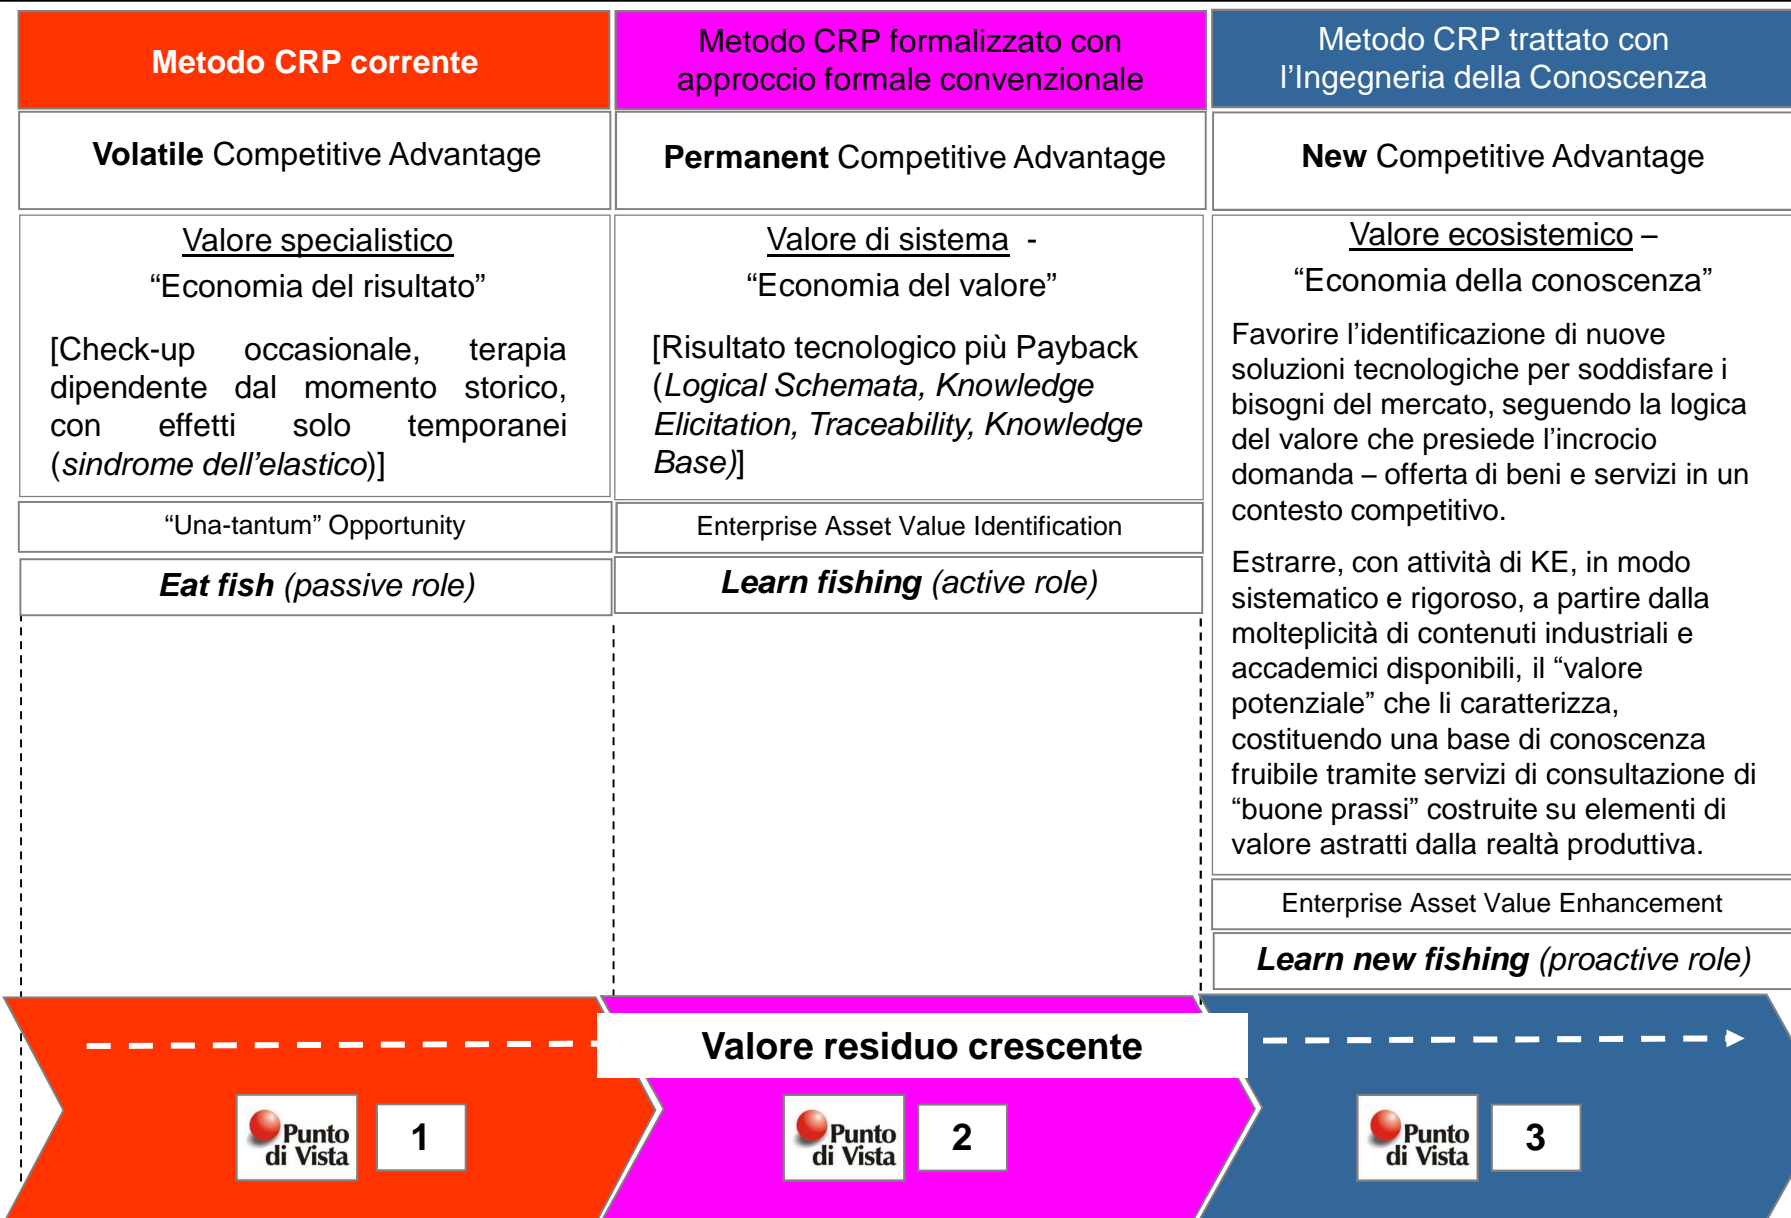 Metodo CRP corrente
Metodo CRP formalizzato con
approccio formale convenzionale
Metodo CRP trattato con
l’Ingegneria della Conoscenza
Volatile Competitive Advantage
Permanent Competitive Advantage
New Competitive Advantage
Valore specialistico
“Economia del risultato”
[Check-up occasionale, terapia
dipendente dal momento storico,
con effetti solo temporanei
(sindrome dell’elastico)]
Valore di sistema -
“Economia del valore”
[Risultato tecnologico più Payback
(Logical Schemata, Knowledge
Elicitation, Traceability, Knowledge
Base)]
Valore ecosistemico –
“Economia della conoscenza”
Favorire l’identificazione di nuove
soluzioni tecnologiche per soddisfare i
bisogni del mercato, seguendo la logica
del valore che presiede l’incrocio
domanda – offerta di beni e servizi in un
contesto competitivo.
Estrarre, con attività di KE, in modo
sistematico e rigoroso, a partire dalla
molteplicità di contenuti industriali e
accademici disponibili, il “valore
potenziale” che li caratterizza,
costituendo una base di conoscenza
fruibile tramite servizi di consultazione di
“buone prassi” costruite su elementi di
valore astratti dalla realtà produttiva.
“Una-tantum” Opportunity
Enterprise Asset Value Identification
Enterprise Asset Value Enhancement
Eat fish (passive role)
Learn fishing (active role)
Learn new fishing (proactive role)
Valore residuo crescente
Punto
di Vista
1
Punto
di Vista
2
Punto
di Vista
3